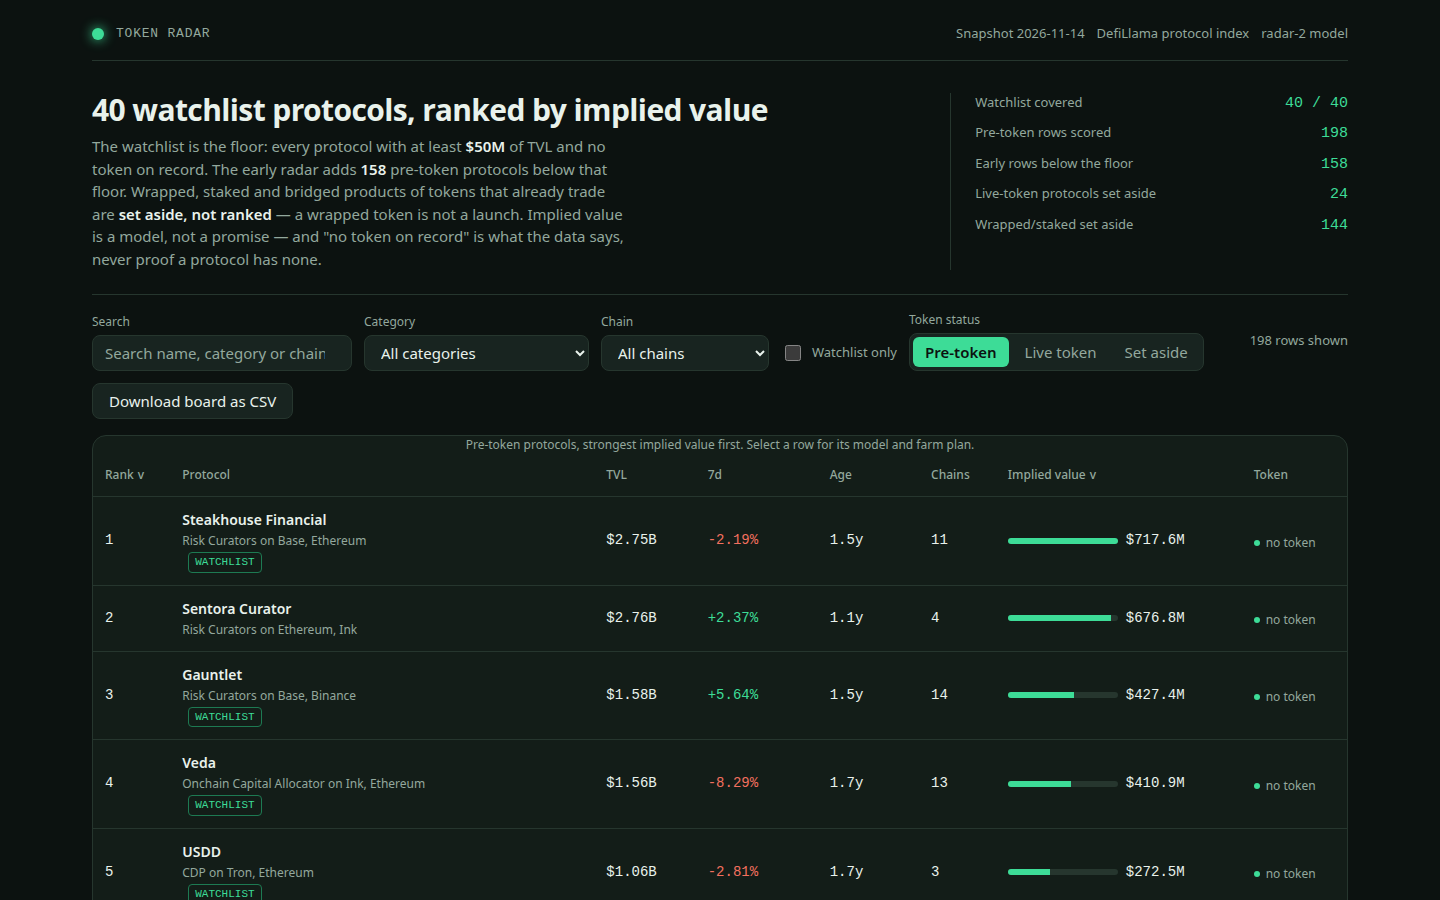 TOKEN RADAR
Snapshot 2026-11-14 DefiLlama protocol index radar-2 model
40 watchlist protocols, ranked by implied value
The watchlist is the floor: every protocol with at least $50M of TVL and no
token on record. The early radar adds 158 pre-token protocols below that
floor. Wrapped, staked and bridged products of tokens that already trade
are set aside, not ranked — a wrapped token is not a launch. Implied value
is a model, not a promise — and "no token on record" is what the data says,
never proof a protocol has none.
Watchlist covered 40 / 40
Pre-token rows scored 198
Early rows below the floor 158
Live-token protocols set aside 24
Wrapped/staked set aside 144
Search Category Chain Token status
Search name, category or chain All categories All chains Watchlist only Pre-token Live token Set aside 198 rows shown
Download board as CSV
Pre-token protocols, strongest implied value first. Select a row for its model and farm plan.
Rank v Protocol TVL 7d Age Chains Implied value v Token
1 Steakhouse Financial $2.75B -2.19% 1.5y 11 $717.6M no token
Risk Curators on Base, Ethereum
WATCHLIST
2 Sentora Curator $2.76B +2.37% 1.1y 4 $676.8M no token
Risk Curators on Ethereum, Ink
3 Gauntlet $1.58B +5.64% 1.5y 14 $427.4M no token
Risk Curators on Base, Binance
WATCHLIST
4 Veda $1.56B -8.29% 1.7y 13 $410.9M no token
Onchain Capital Allocator on Ink, Ethereum
WATCHLIST
5 USDD $1.06B -2.81% 1.7y 3 $272.5M no token
CDP on Tron, Ethereum
WATCHLIST